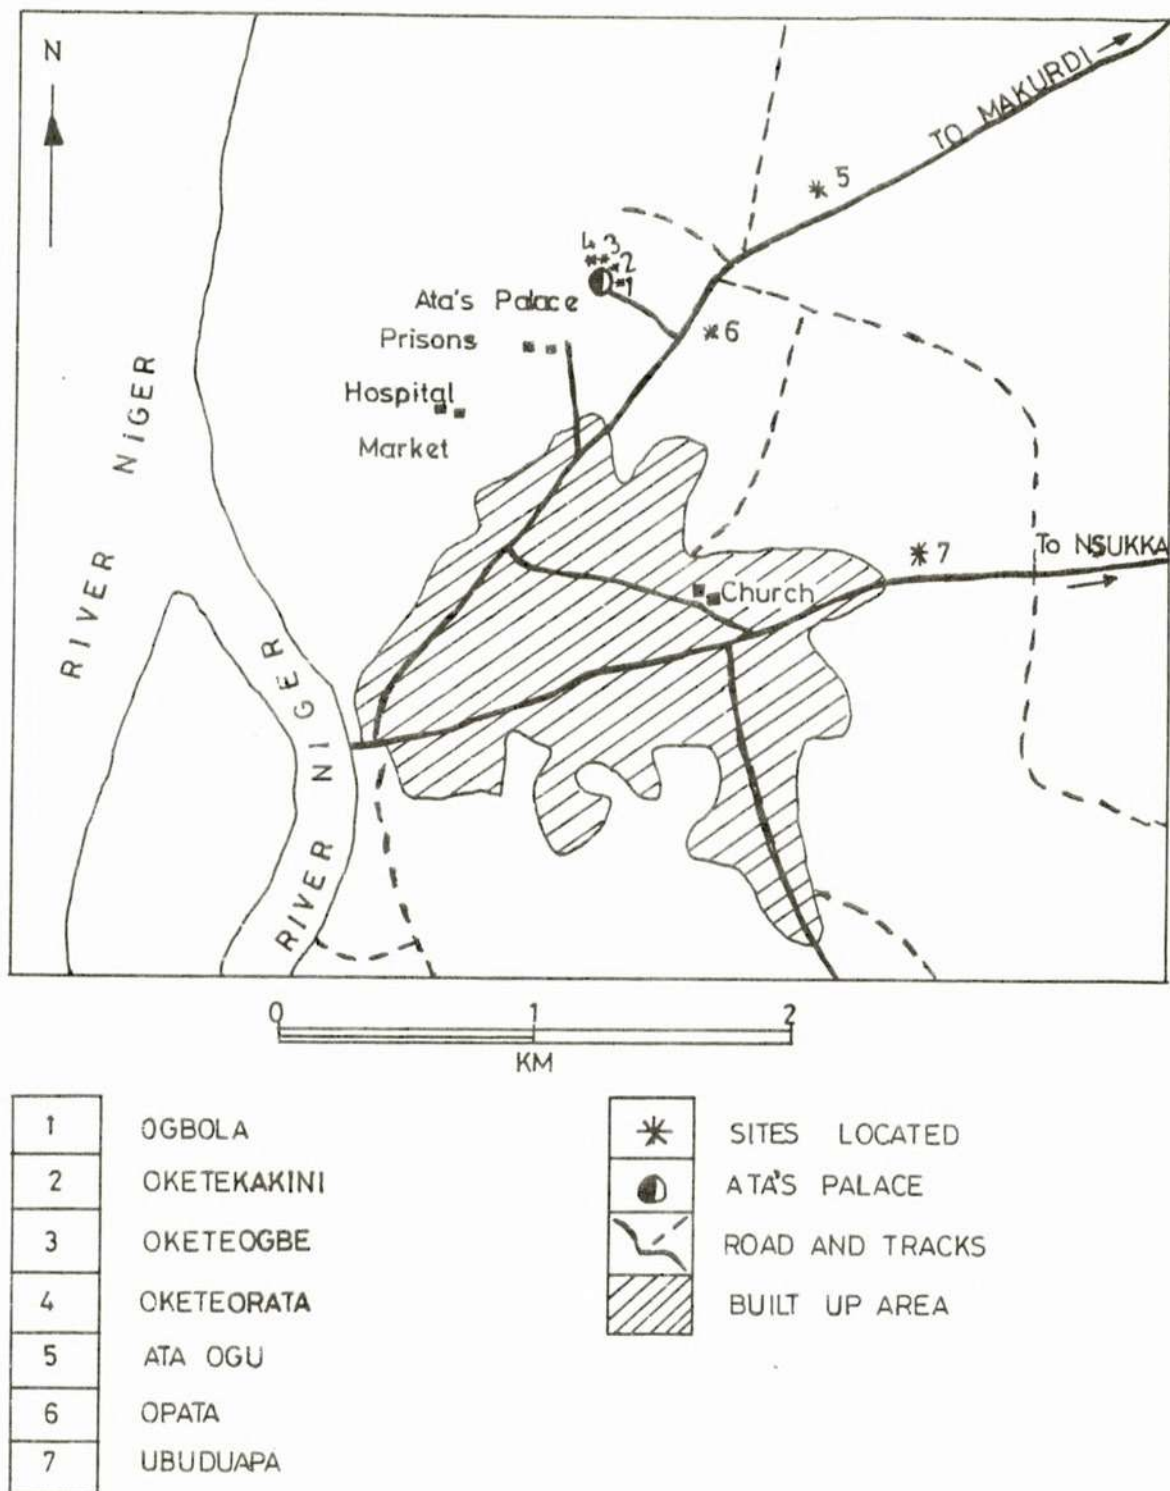 N
TO MAKURDI
5
4 3
2
1
Ata's Palace
6
Prisons
Hospital
Market
RIVER NIGER
To NSUKKA
7
Church
RIVER NIGER
0 1 2
KM
1 OGBOLA
2 OKETEKAKINI
3 OKETEOGBE
4 OKETEORATA
5 ATA OGU
6 OPATA
7 UBUDUAPA
SITES LOCATED
ATA'S PALACE
ROAD AND TRACKS
BUILT UP AREA